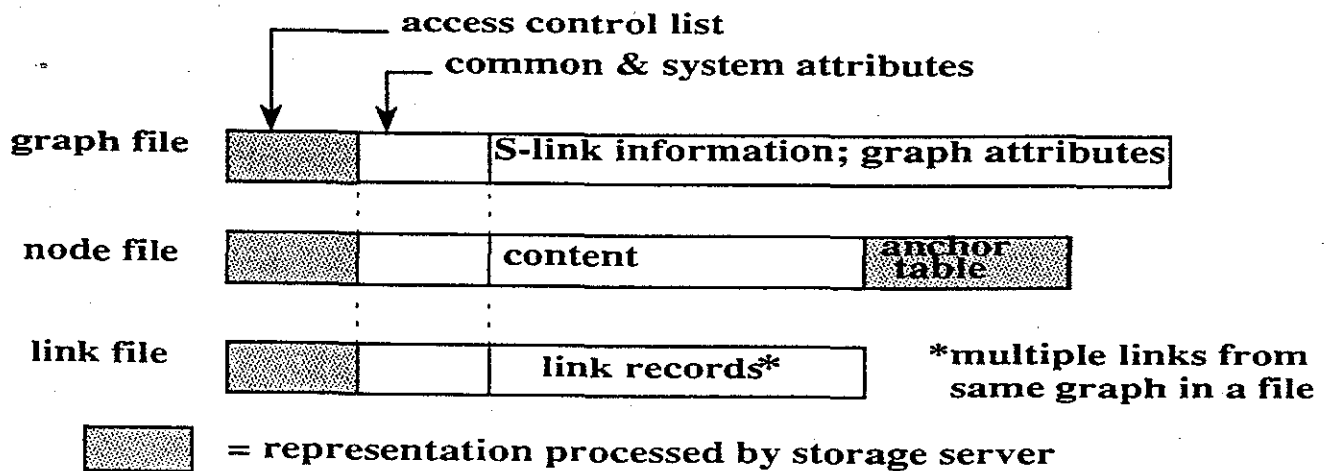 access control list
common & system attributes
graph file
S-link information; graph attributes
node file
content
anchor
table
link file
link records*
*multiple links from
same graph in a file
= representation processed by storage server